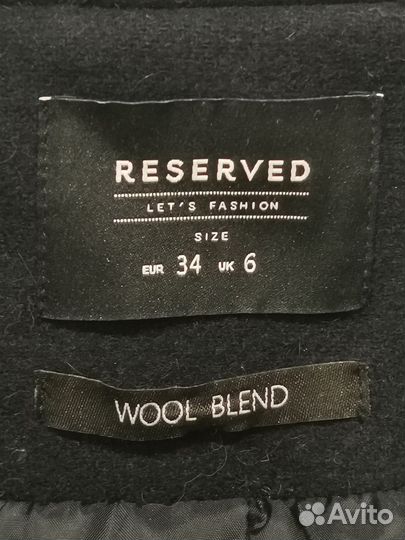 RESERVED
LET'S FASHION
SIZE
EUR 34 UK 6
WOOL BLEND
Avito